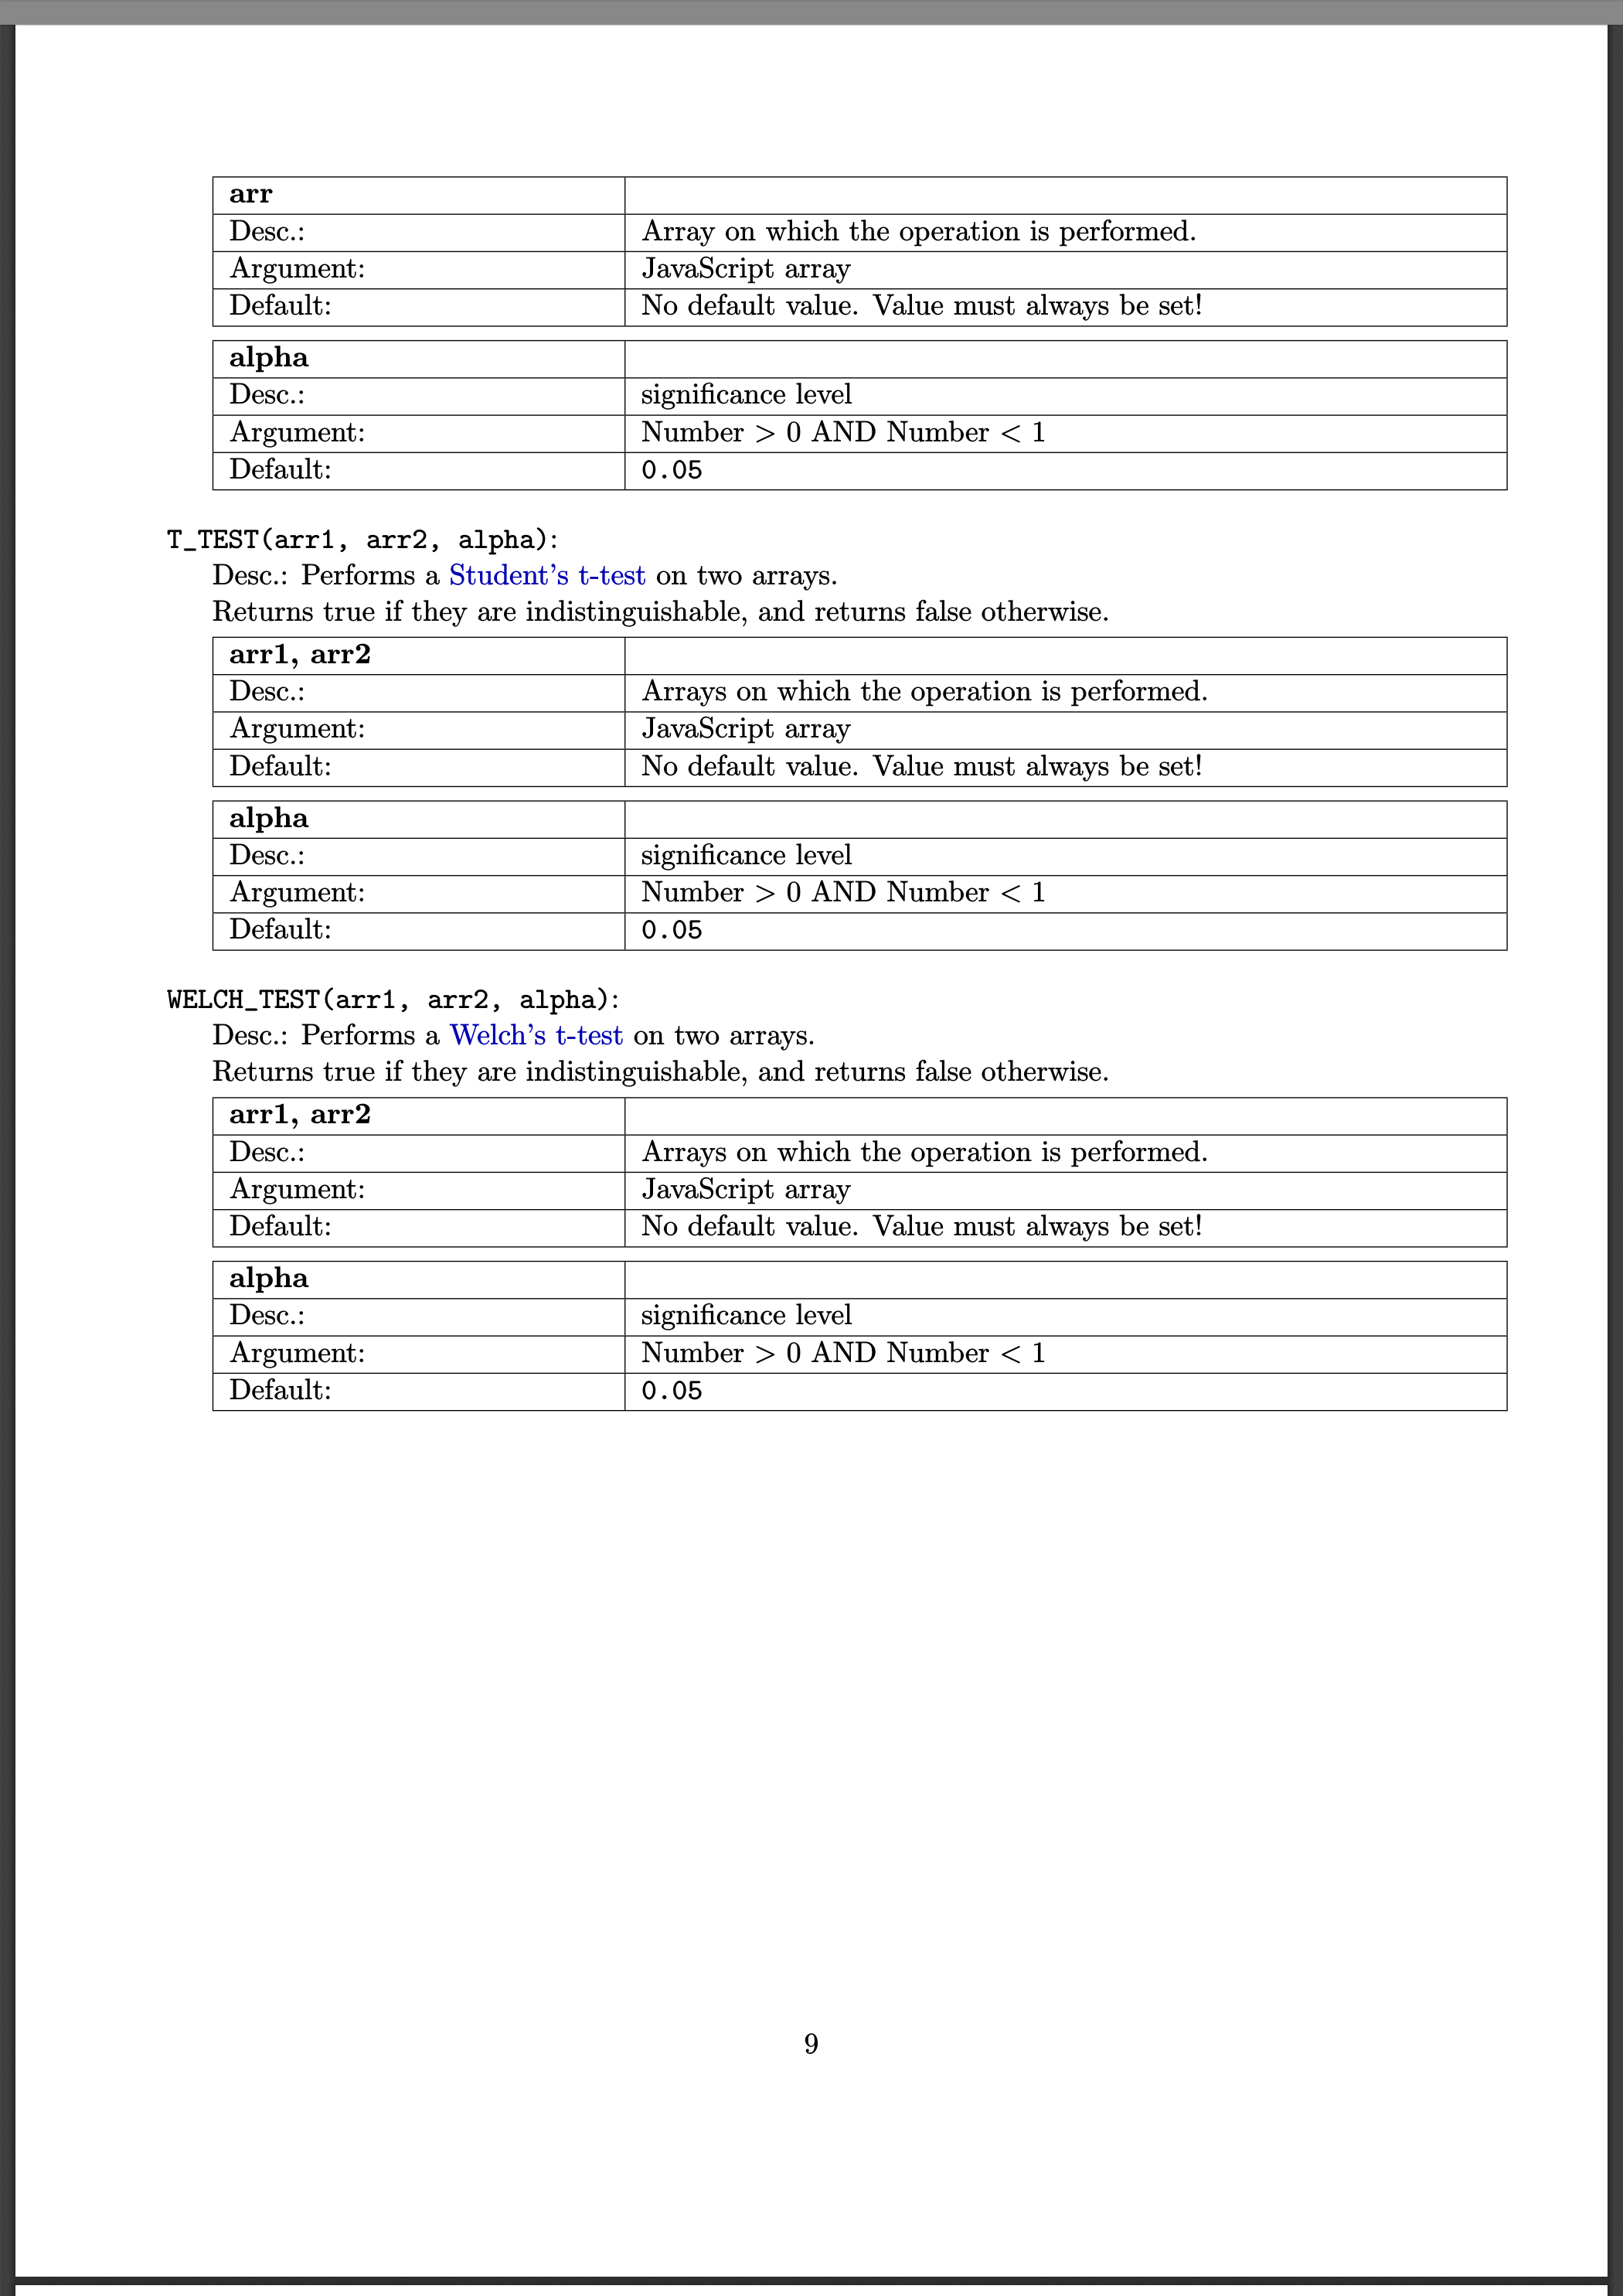 arr
Desc.: Array on which the operation is performed.
Argument: JavaScript array
Default: No default value. Value must always be set!
alpha
Desc.: significance level
Argument: Number > 0 AND Number < 1
Default: 0.05
T_TEST(arr1, arr2, alpha):
Desc.: Performs a Student’s t-test on two arrays.
Returns true if they are indistinguishable, and returns false otherwise.
arr1, arr2
Desc.: Arrays on which the operation is performed.
Argument: JavaScript array
Default: No default value. Value must always be set!
alpha
Desc.: significance level
Argument: Number > 0 AND Number < 1
Default: 0.05
WELCH_TEST(arr1, arr2, alpha):
Desc.: Performs a Welch’s t-test on two arrays.
Returns true if they are indistinguishable, and returns false otherwise.
arr1, arr2
Desc.: Arrays on which the operation is performed.
Argument: JavaScript array
Default: No default value. Value must always be set!
alpha
Desc.: significance level
Argument: Number > 0 AND Number < 1
Default: 0.05
9